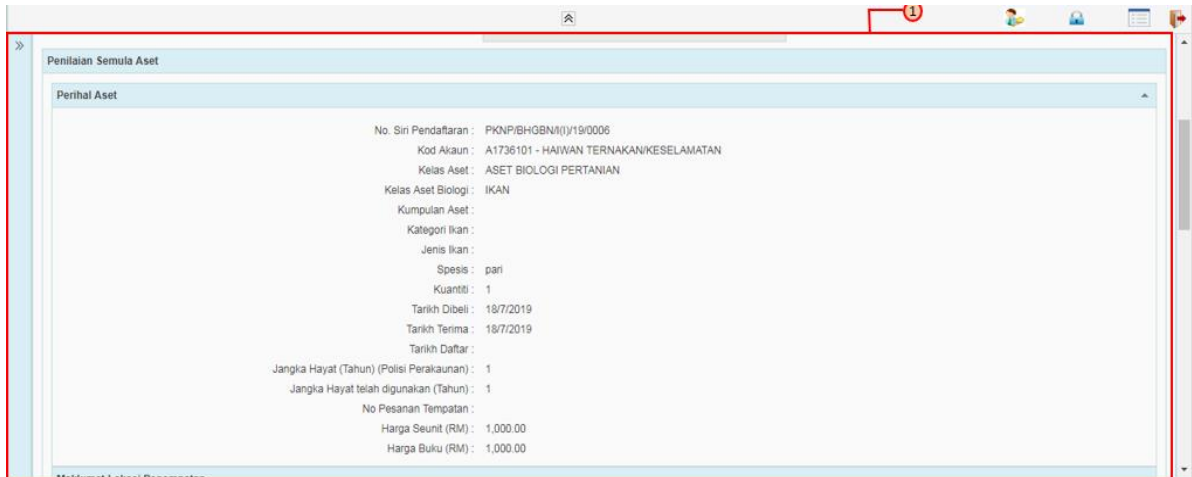 1
Penilaian Semula Aset
Perihal Aset
No. Siri Pendaftaran : PKNP/BHGBN/I(I)/19/0006
Kod Akaun : A1736101 - HAIWAN TERNAKAN/KESELAMATAN
Kelas Aset : ASET BIOLOGI PERTANIAN
Kelas Aset Biologi : IKAN
Kumpulan Aset :
Kategori Ikan :
Jenis Ikan :
Spesis : pari
Kuantiti : 1
Tarikh Dibeli : 18/7/2019
Tarikh Terima : 18/7/2019
Tarikh Daftar :
Jangka Hayat (Tahun) (Polisi Perakaunan) : 1
Jangka Hayat telah digunakan (Tahun) : 1
No Pesanan Tempatan :
Harga Seunit (RM) : 1,000.00
Harga Buku (RM) : 1,000.00